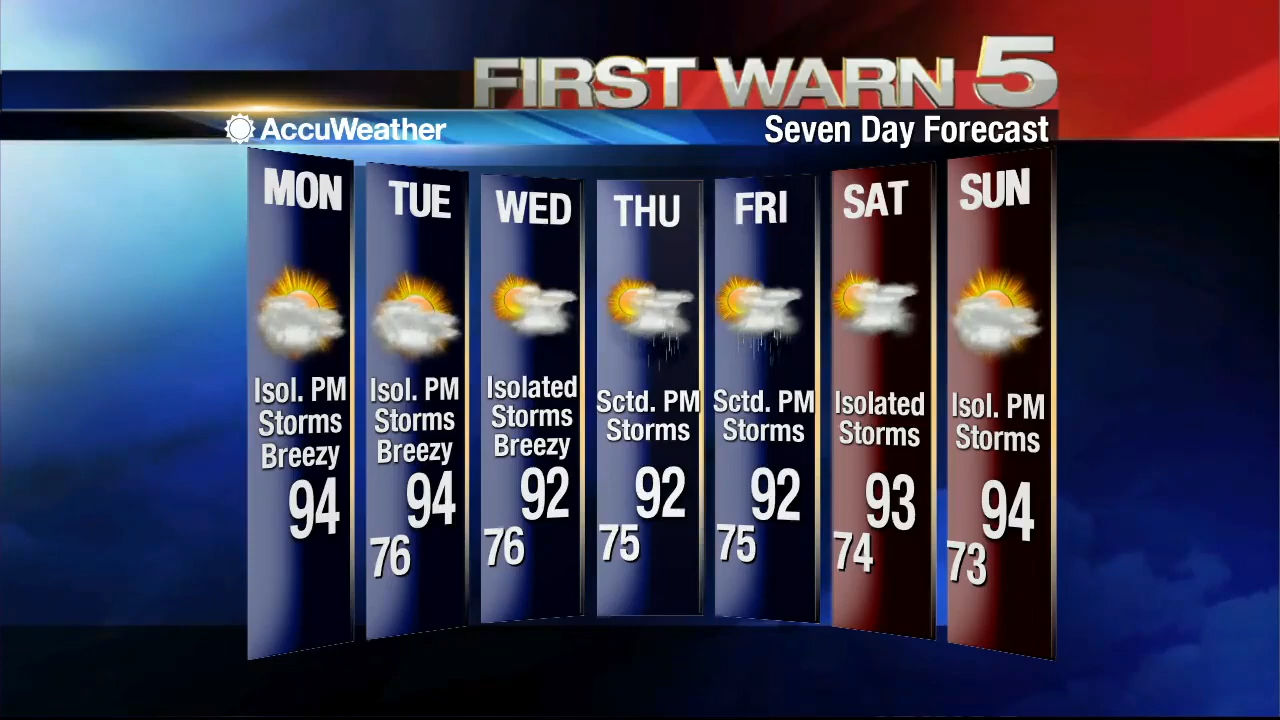 FIRST WARN 5
AccuWeather
Seven Day Forecast
MON
Isol. PM
Storms
Breezy
94
TUE
Isol. PM
Storms
Breezy
94
76
WED
Isolated
Storms
Breezy
92
76
THU
Sctd. PM
Storms
92
75
FRI
Sctd. PM
Storms
92
75
SAT
Isolated
Storms
93
74
SUN
Isol. PM
Storms
94
73